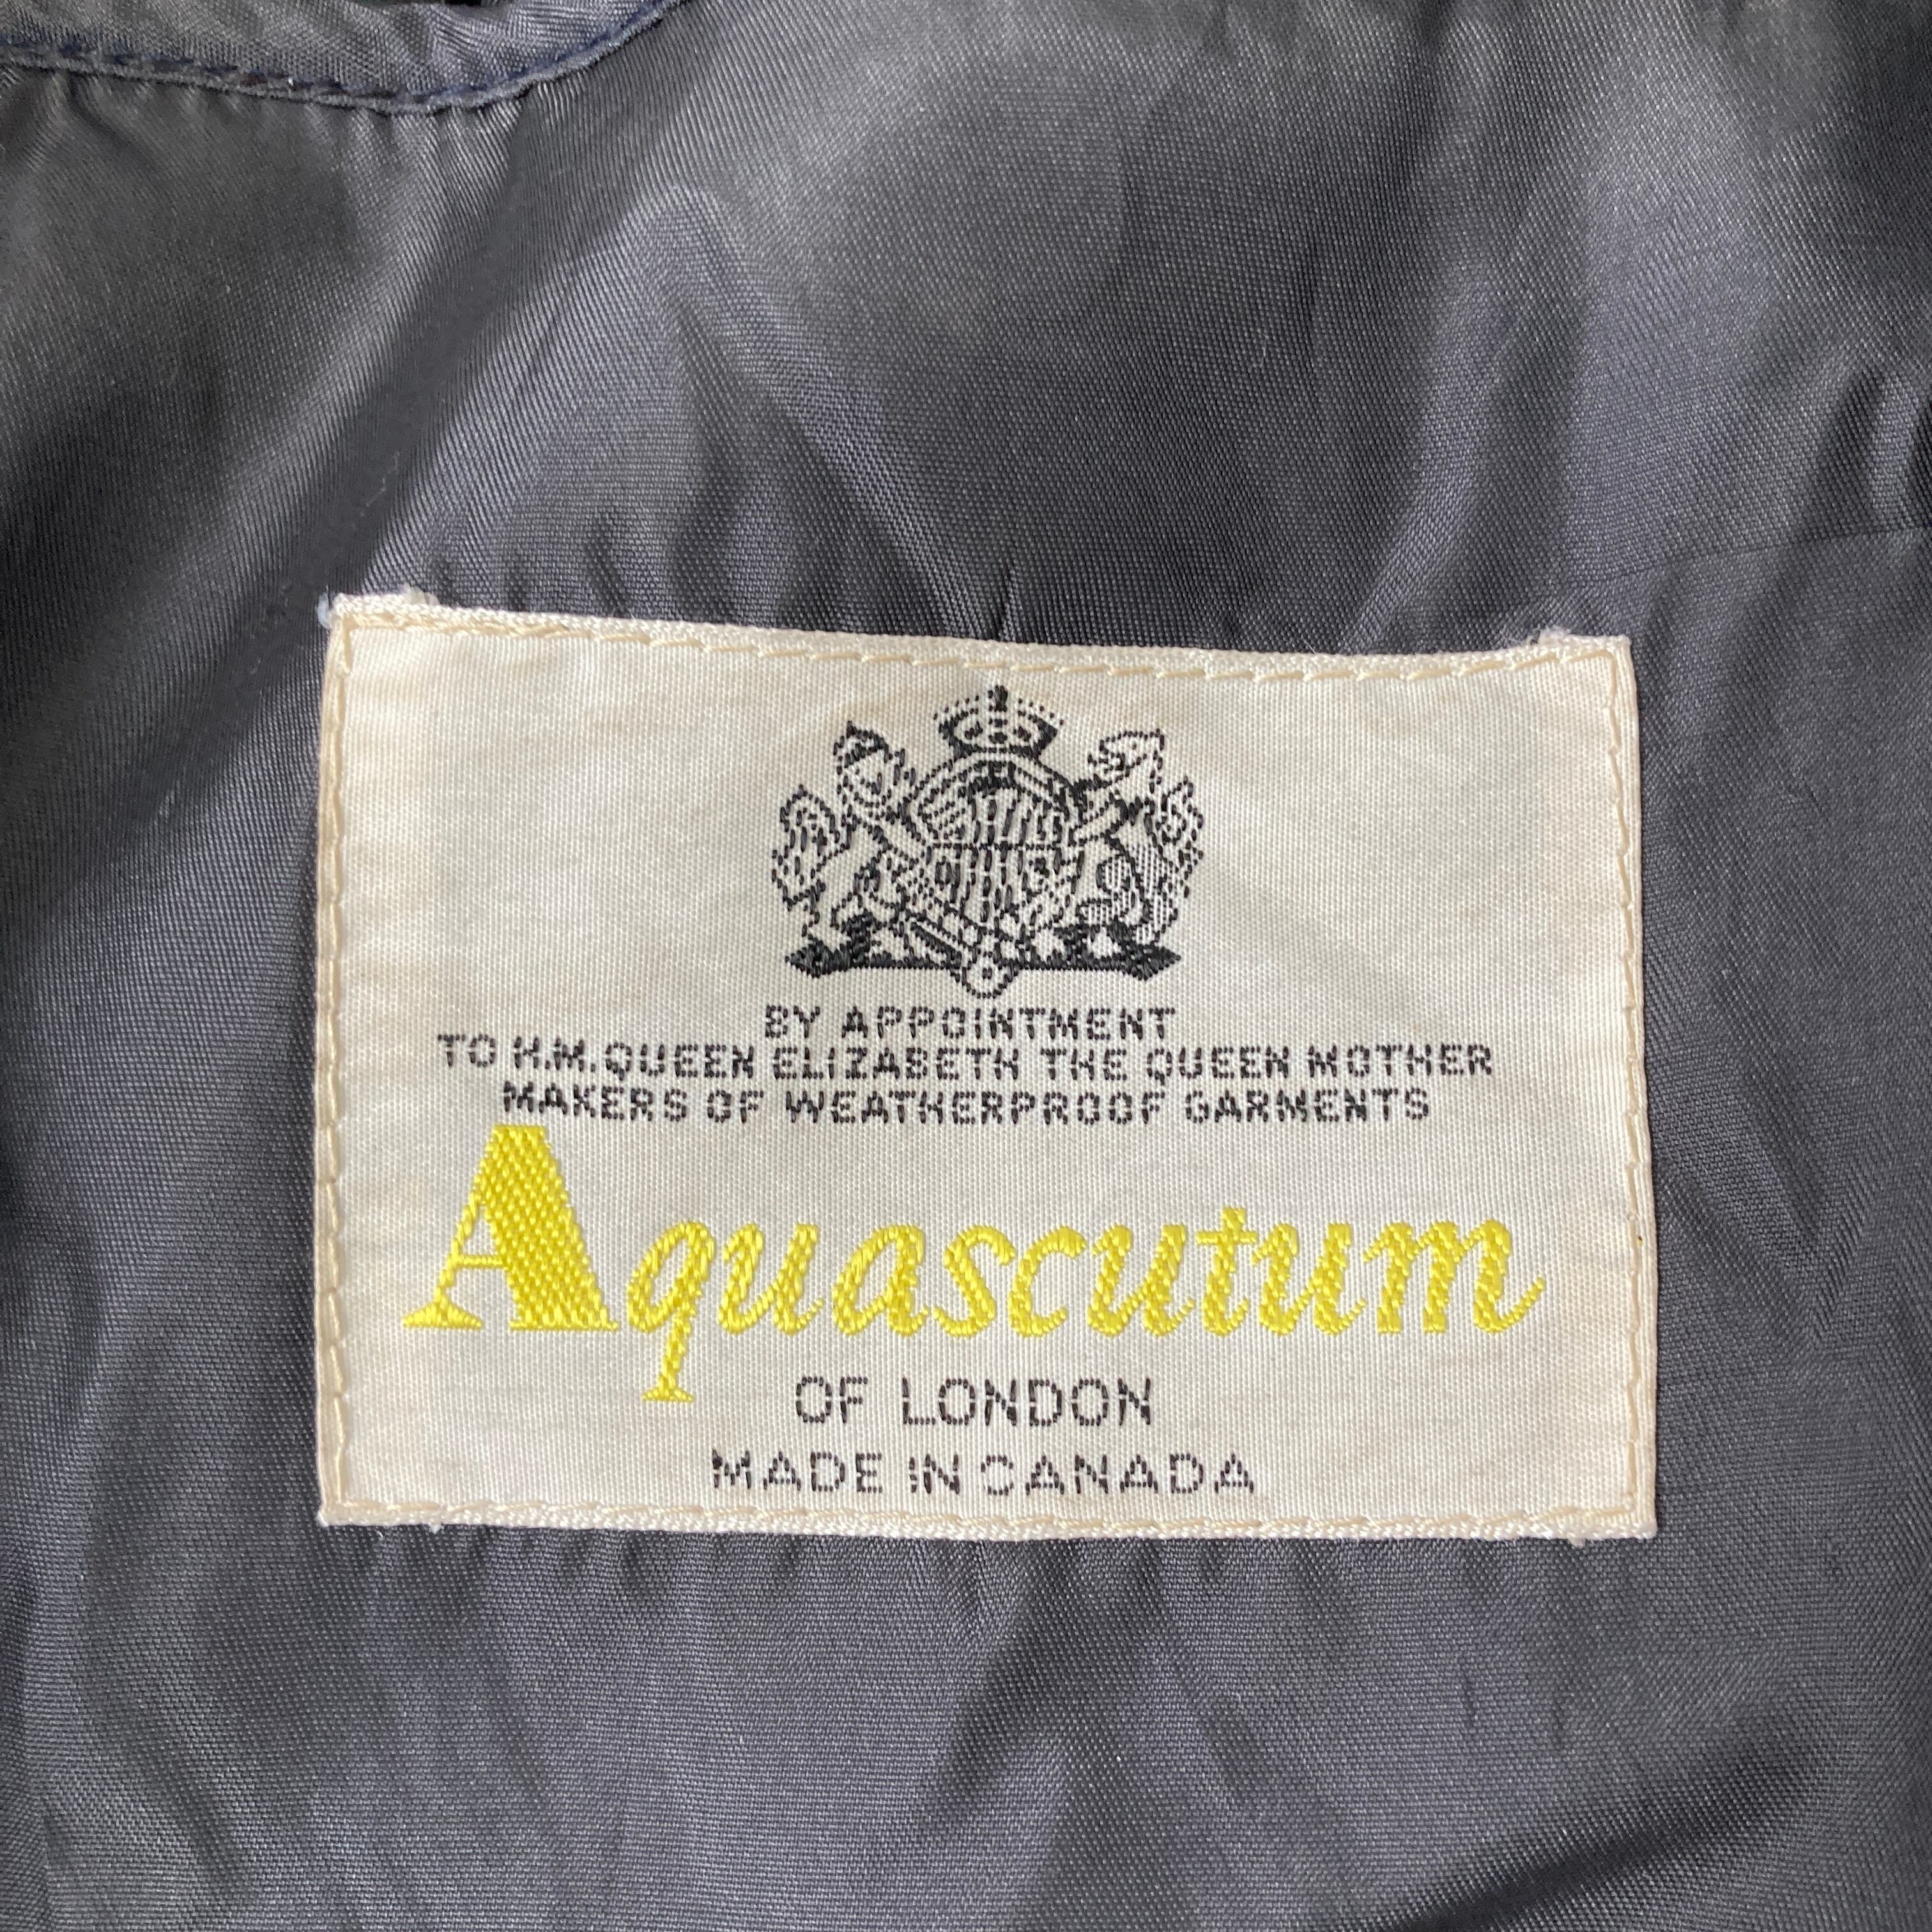 BY APPOINTMENT
TO H.M.QUEEN ELIZABETH THE QUEEN MOTHER
MAKERS OF WEATHERPROOF GARMENTS
Aquascutum
OF LONDON
MADE IN CANADA